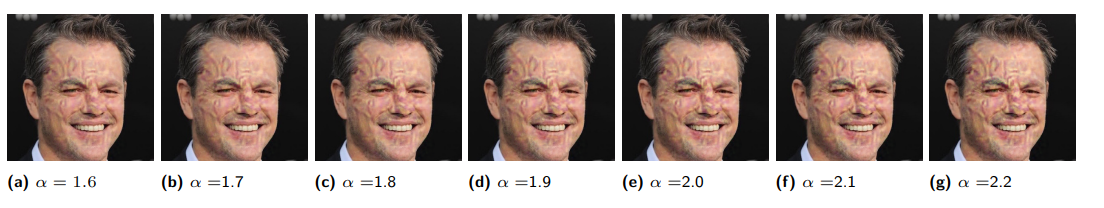 (a) α = 1.6 (b) α =1.7 (c) α =1.8 (d) α =1.9 (e) α =2.0 (f) α =2.1 (g) α =2.2